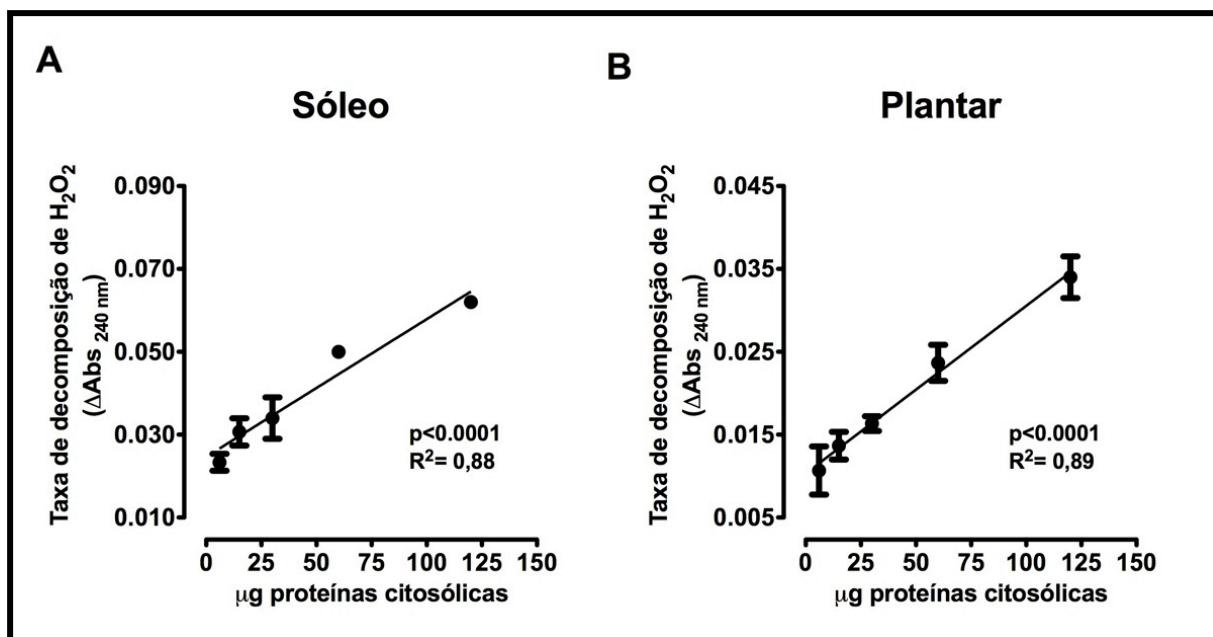 A
Sóleo
Taxa de decomposição de H₂O₂
(ΔAbs 240 nm)
0.090
0.070
0.050
0.030
0.010
p<0.0001
R²= 0,88
0 25 50 75 100 125 150
μg proteínas citosólicas
B
Plantar
Taxa de decomposição de H₂O₂
(ΔAbs 240 nm)
0.045
0.035
0.025
0.015
0.005
p<0.0001
R²= 0,89
0 25 50 75 100 125 150
μg proteínas citosólicas